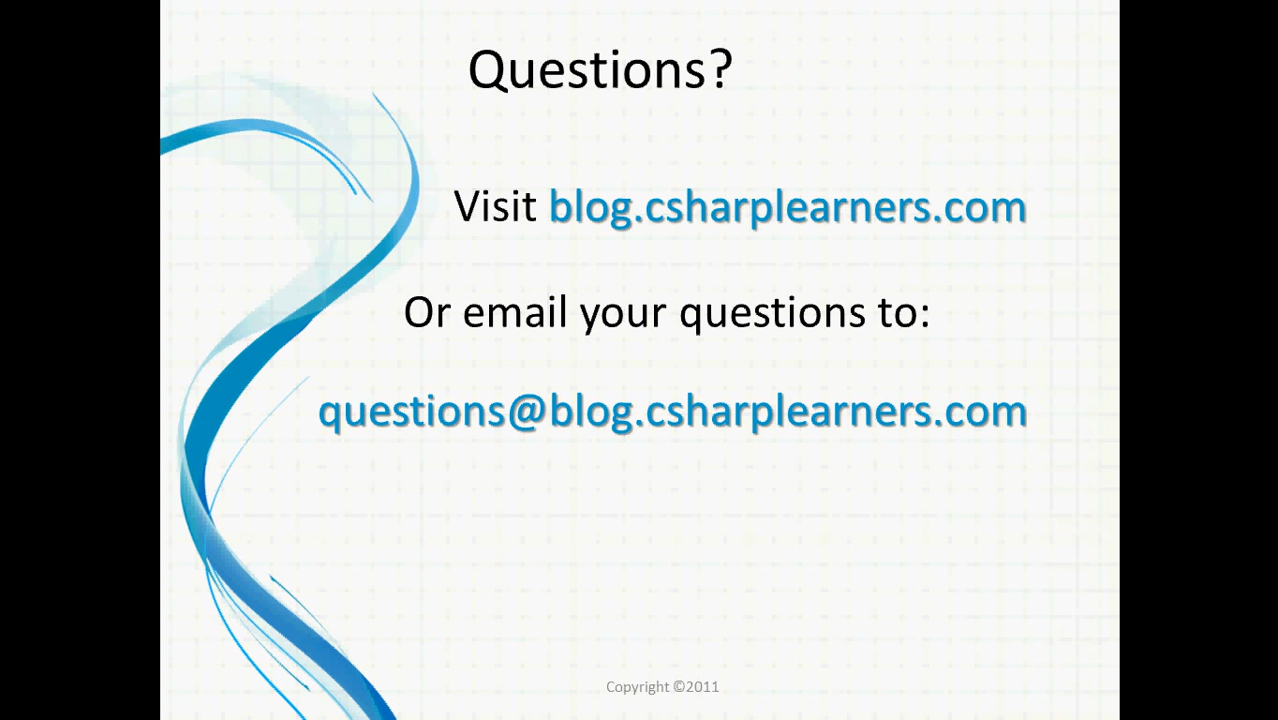 Questions?
Visit blog.csharplearners.com
Or email your questions to:
questions@blog.csharplearners.com
Copyright ©2011